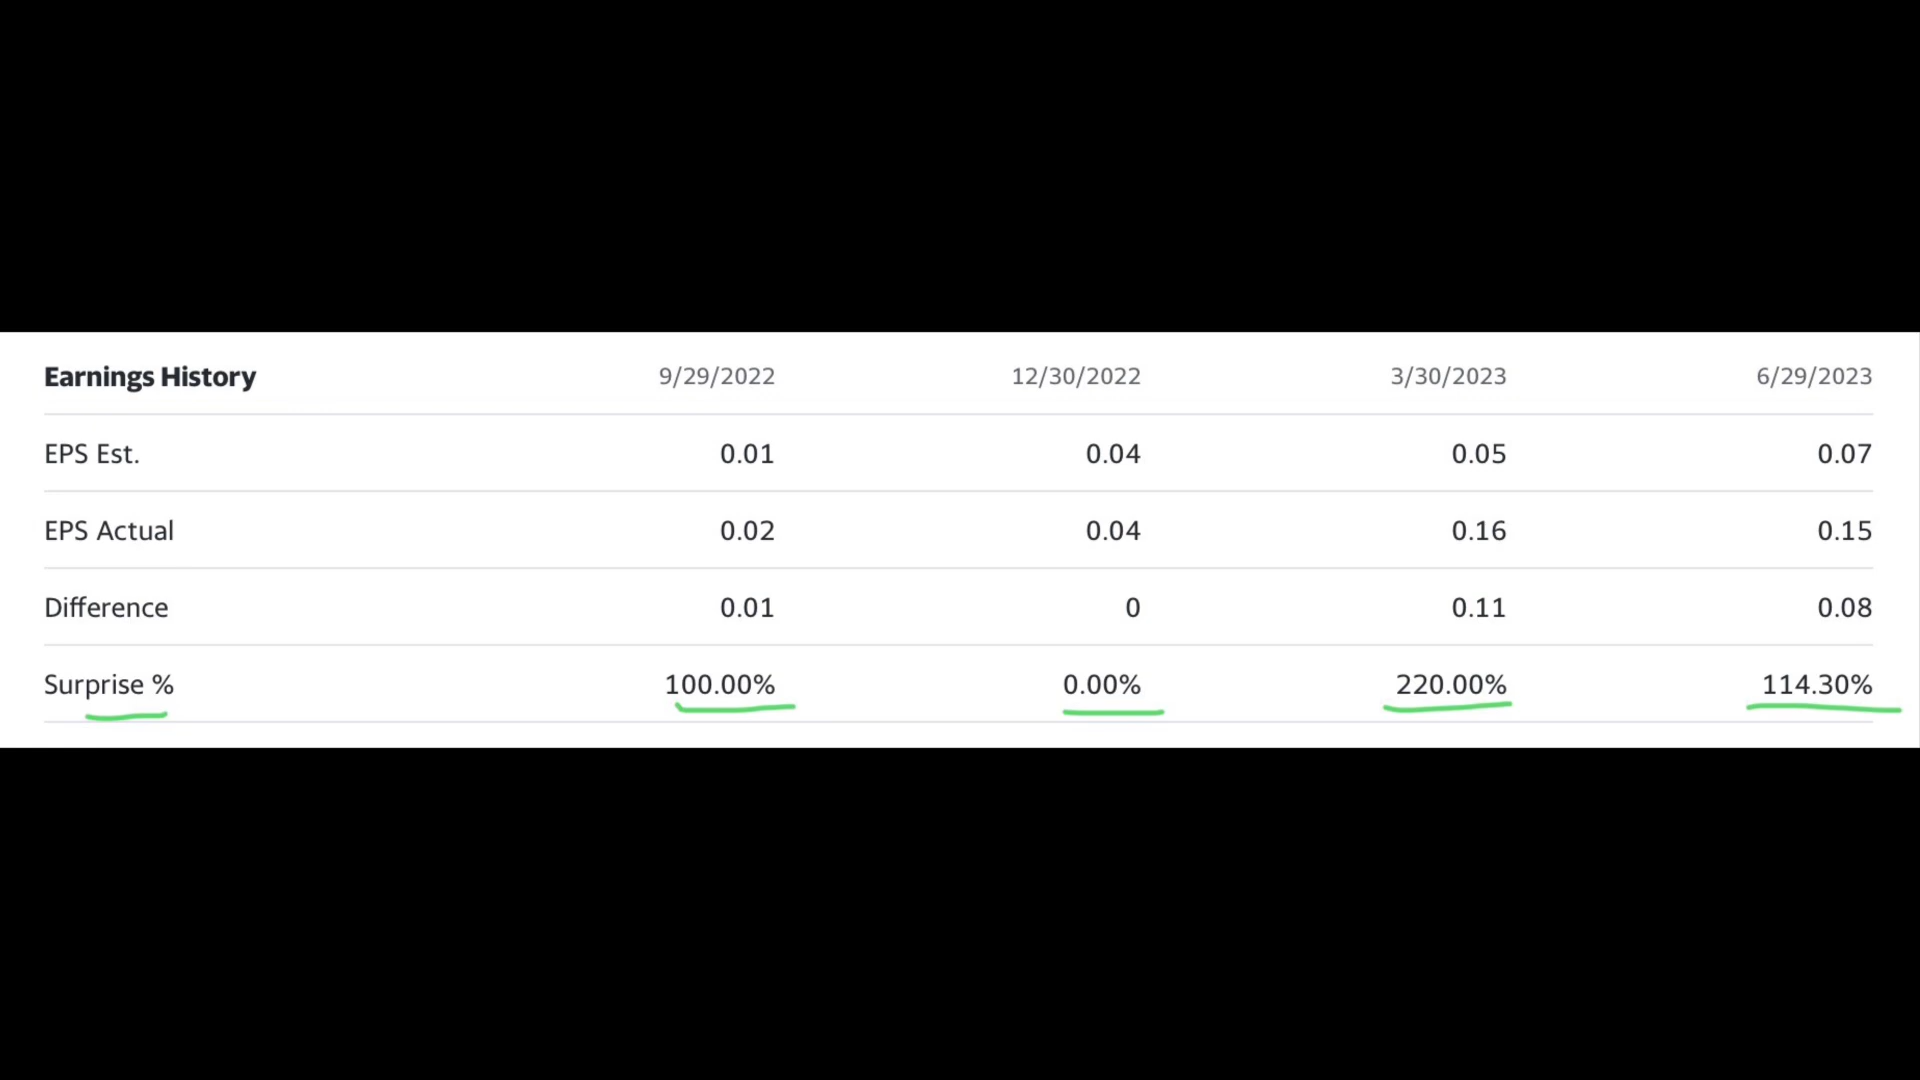 Earnings History 9/29/2022 12/30/2022 3/30/2023 6/29/2023
EPS Est. 0.01 0.04 0.05 0.07
EPS Actual 0.02 0.04 0.16 0.15
Difference 0.01 0 0.11 0.08
Surprise % 100.00% 0.00% 220.00% 114.30%